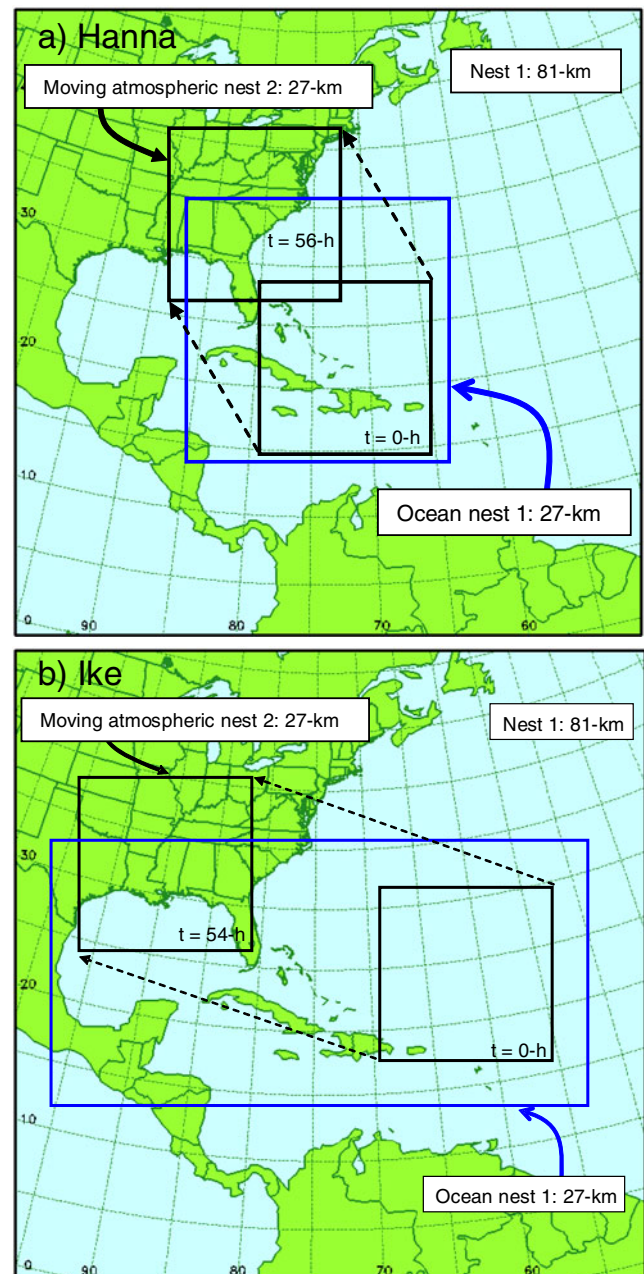 a) Hanna
Nest 1: 81-km
Moving atmospheric nest 2: 27-km
30
t = 56-h
20
t = 0-h
10
Ocean nest 1: 27-km
0
90
80
70
60
b) Ike
Moving atmospheric nest 2: 27-km
Nest 1: 81-km
30
t = 54-h
20
t = 0-h
10
Ocean nest 1: 27-km
0
90
80
70
60